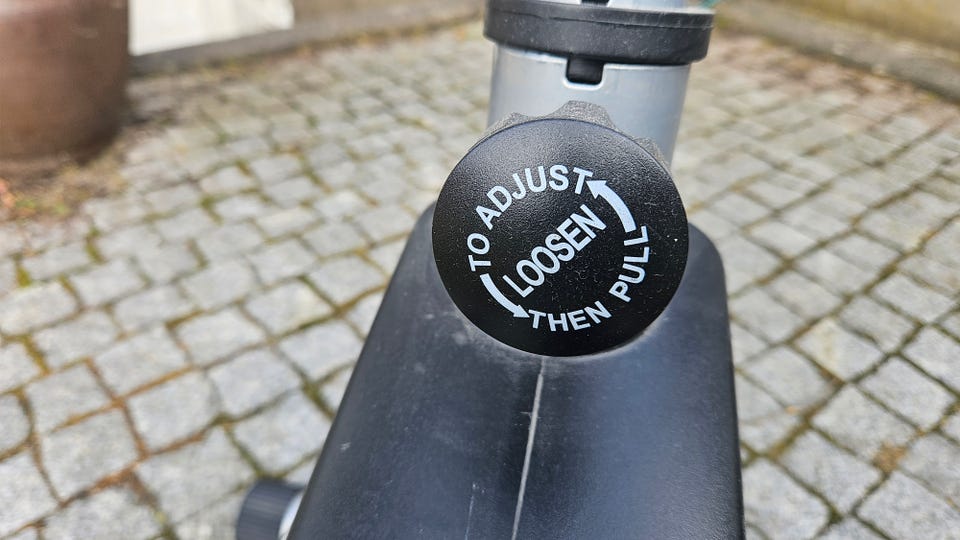 TO ADJUST
LOOSEN
THEN PULL